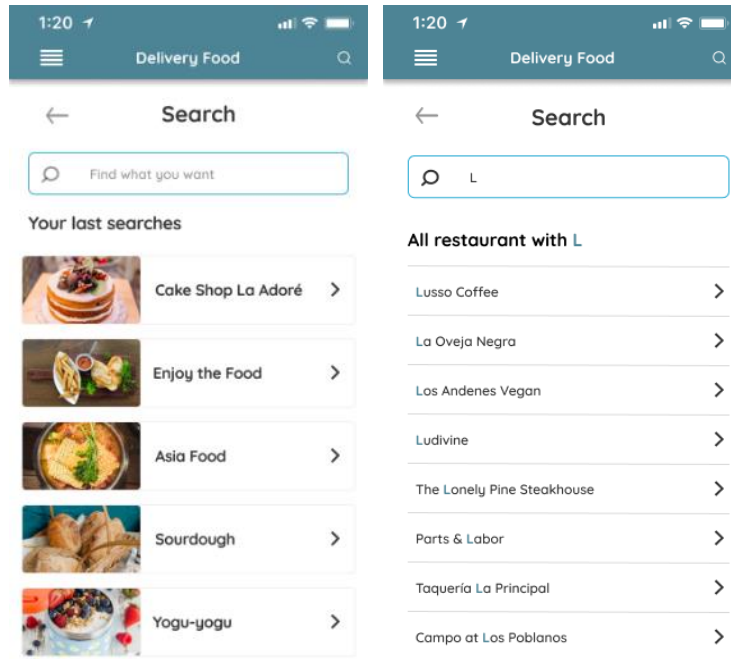 1:20
Delivery Food
Search
Find what you want
Your last searches
Cake Shop La Adoré
Enjoy the Food
Asia Food
Sourdough
Yogu-yogu
1:20
Delivery Food
Search
L
All restaurant with L
Lusso Coffee
La Oveja Negra
Los Andenes Vegan
Ludivine
The Lonely Pine Steakhouse
Parts & Labor
Taquería La Principal
Campo at Los Poblanos